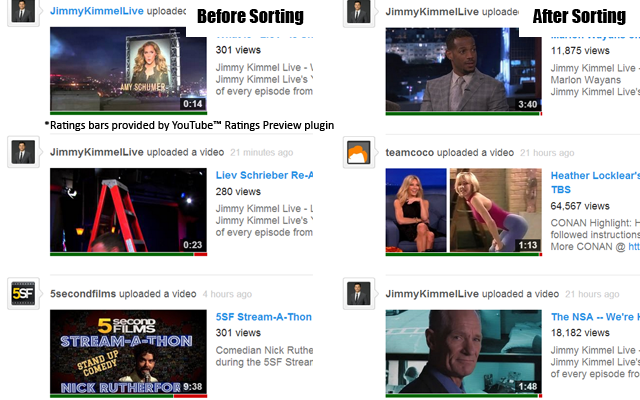 Before Sorting
JimmyKimmelLive uploaded
301 views
Jimmy Kimmel Live -
Jimmy Kimmel Live's
of every episode from
AMY SCHUMER
0:14
*Ratings bars provided by YouTube™ Ratings Preview plugin
JimmyKimmelLive uploaded a video 21 minutes ago
Liev Schrieber Re-A
280 views
Jimmy Kimmel Live - L
Jimmy Kimmel Live's
of every episode from
0:23
5SF
5secondfilms uploaded a video 4 hours ago
5SF Stream-A-Thon
301 views
Comedian Nick Ruthe
during the 5SF Stream
5 SECOND
FILMS
STREAM-A-THON
STAND UP
COMEDY
NICK RUTHERFOR
9:38
After Sorting
JimmyKimmelLive uploade
Marlon Wayans
11,875 views
Jimmy Kimmel Live -
Marlon Wayans
Jimmy Kimmel Live's
3:40
teamcoco uploaded a video 21 hours ago
Heather Locklear's
TBS
64,567 views
CONAN Highlight: H
followed instructions
More CONAN @ htt
1:13
JimmyKimmelLive uploaded a video 21 hours ago
The NSA -- We're H
18,182 views
Jimmy Kimmel Live -
Jimmy Kimmel Live's
of every episode fro
1:48